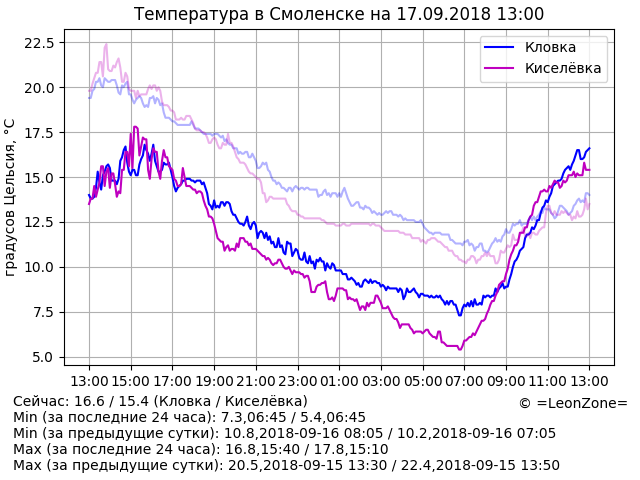 Температура в Смоленске на 17.09.2018 13:00
Кловка
Киселёвка
градусов Цельсия, °C
22.5
20.0
17.5
15.0
12.5
10.0
7.5
5.0
13:00 15:00 17:00 19:00 21:00 23:00 01:00 03:00 05:00 07:00 09:00 11:00 13:00
Сейчас: 16.6 / 15.4 (Кловка / Киселёвка)
© =LeonZone=
Min (за последние 24 часа): 7.3,06:45 / 5.4,06:45
Min (за предыдущие сутки): 10.8,2018-09-16 08:05 / 10.2,2018-09-16 07:05
Max (за последние 24 часа): 16.8,15:40 / 17.8,15:10
Max (за предыдущие сутки): 20.5,2018-09-15 13:30 / 22.4,2018-09-15 13:50